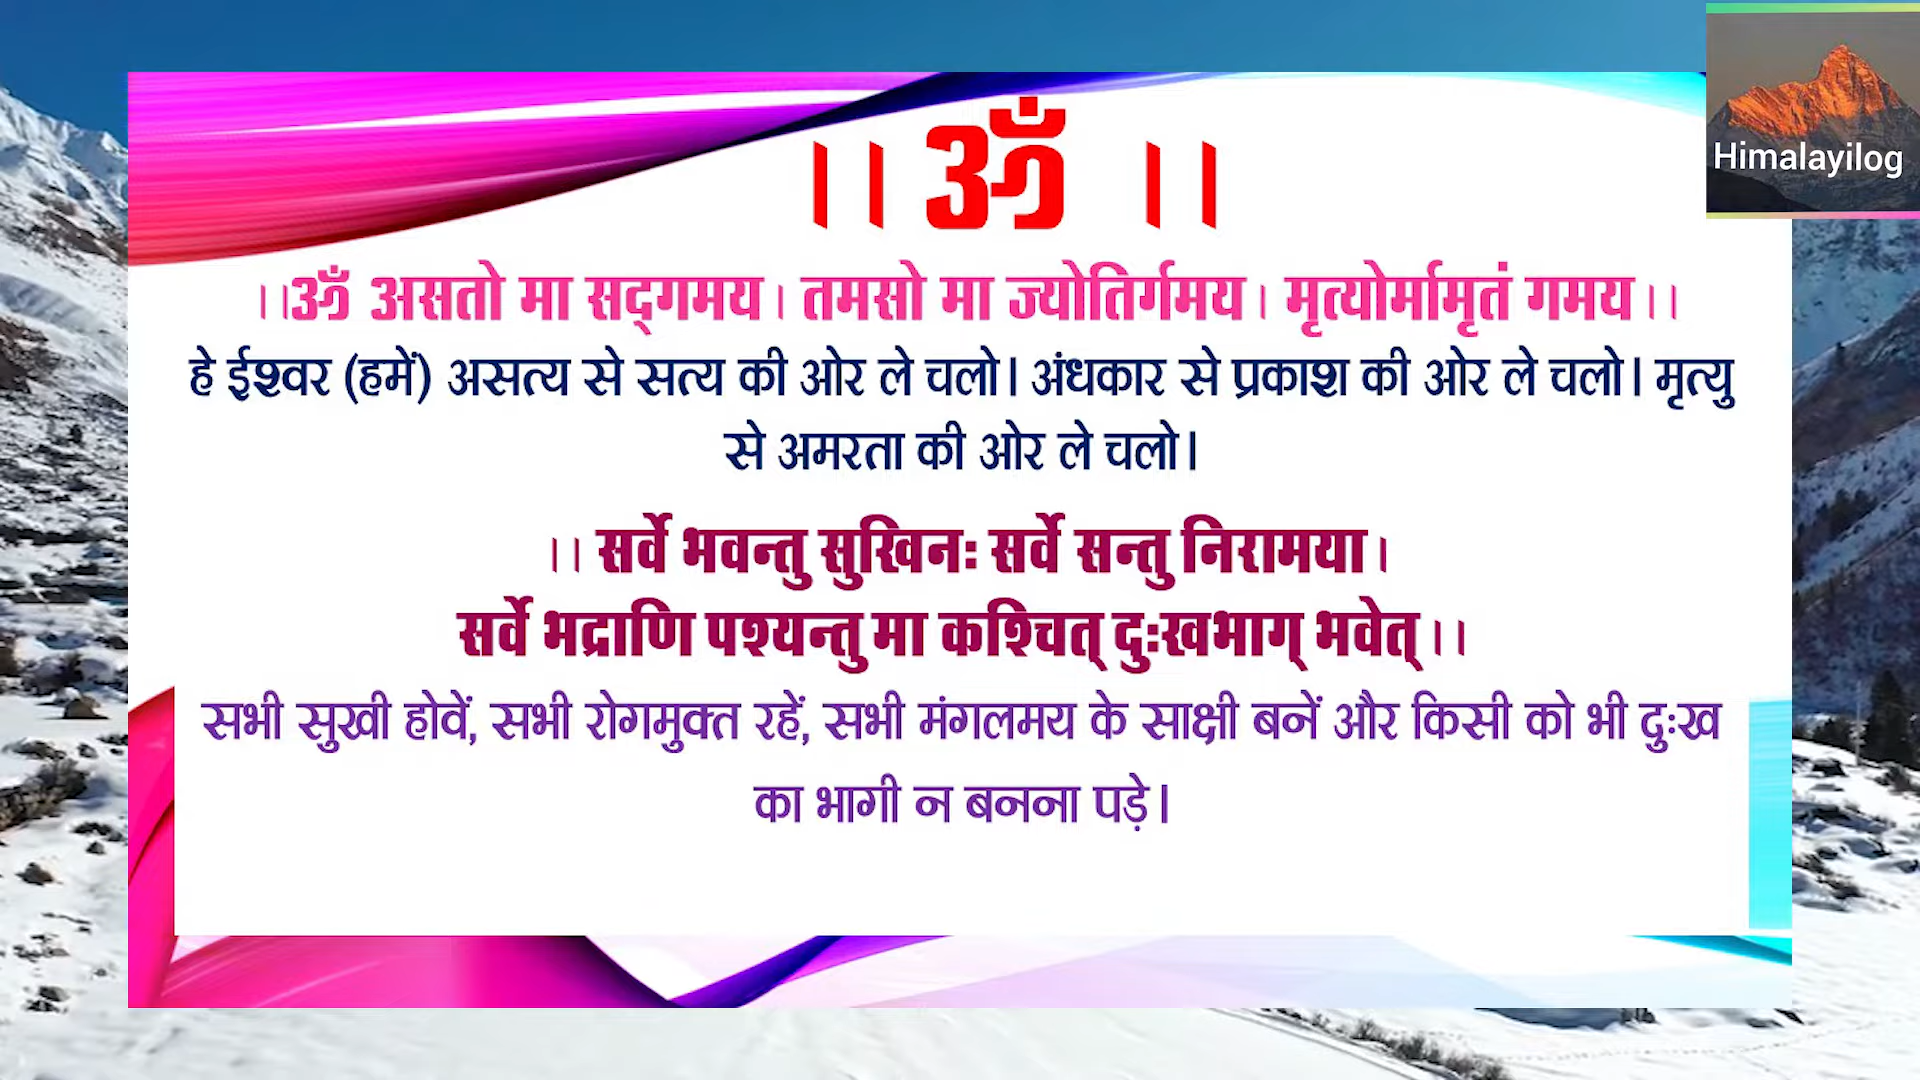 ।। ॐ ।।
Himalayilog
।।ॐ असतो मा सद्गमय। तमसो मा ज्योतिर्गमय। मृत्योर्मामृतं गमय।।
हे ईश्वर (हमें) असत्य से सत्य की ओर ले चलो। अंधकार से प्रकाश की ओर ले चलो। मृत्यु
से अमरता की ओर ले चलो।
।। सर्वे भवन्तु सुखिनः सर्वे सन्तु निरामया।
सर्वे भद्राणि पश्यन्तु मा कश्चित् दुःखभाग् भवेत्।।
सभी सुखी होवें, सभी रोगमुक्त रहें, सभी मंगलमय के साक्षी बनें और किसी को भी दुःख
का भागी न बनना पड़े।